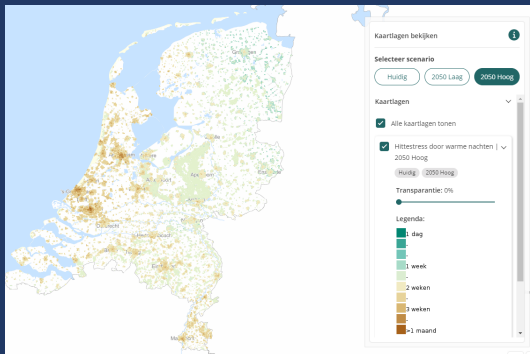 Kaartlagen bekijken
Selecteer scenario
Huidig
2050 Laag
2050 Hoog
Kaartlagen
Alle kaartlagen tonen
Hittestress door warme nachten |
2050 Hoog
Huidig
2050 Hoog
Transparantie: 0%
Legenda:
1 dag
-
-
1 week
-
2 weken
-
3 weken
-
>1 maand